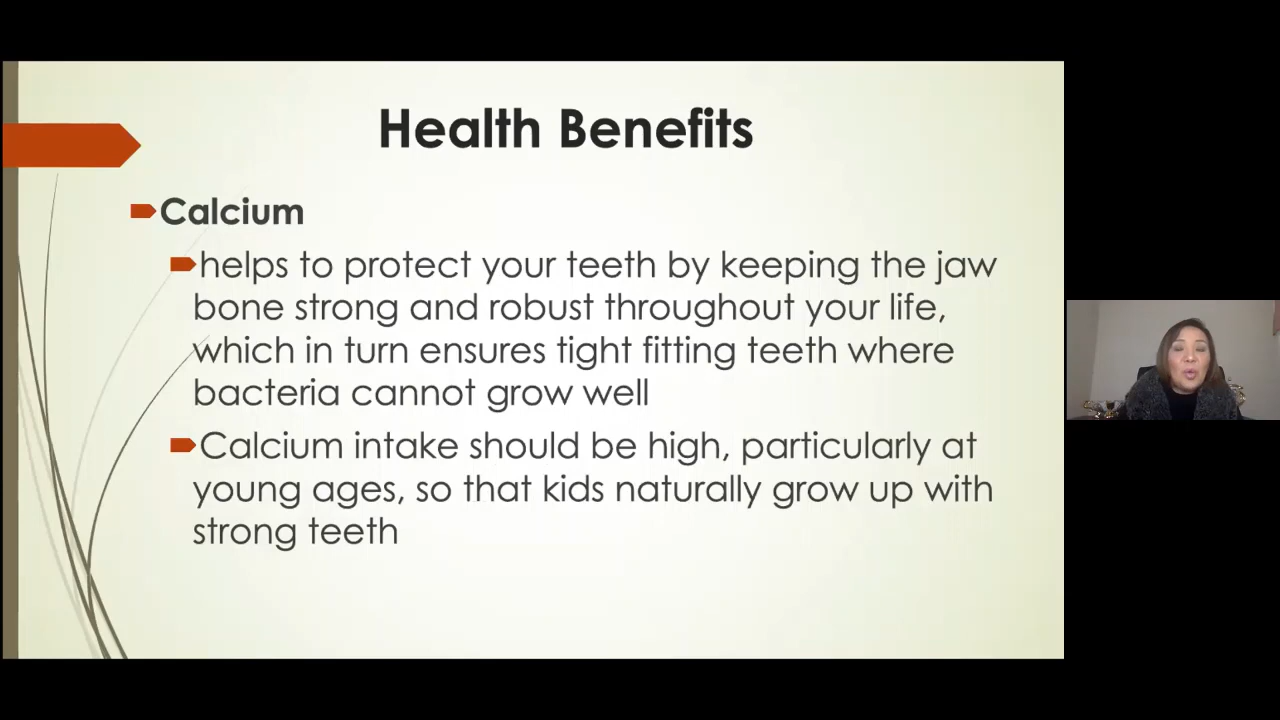 Health Benefits
Calcium
helps to protect your teeth by keeping the jaw
bone strong and robust throughout your life,
which in turn ensures tight fitting teeth where
bacteria cannot grow well
Calcium intake should be high, particularly at
young ages, so that kids naturally grow up with
strong teeth